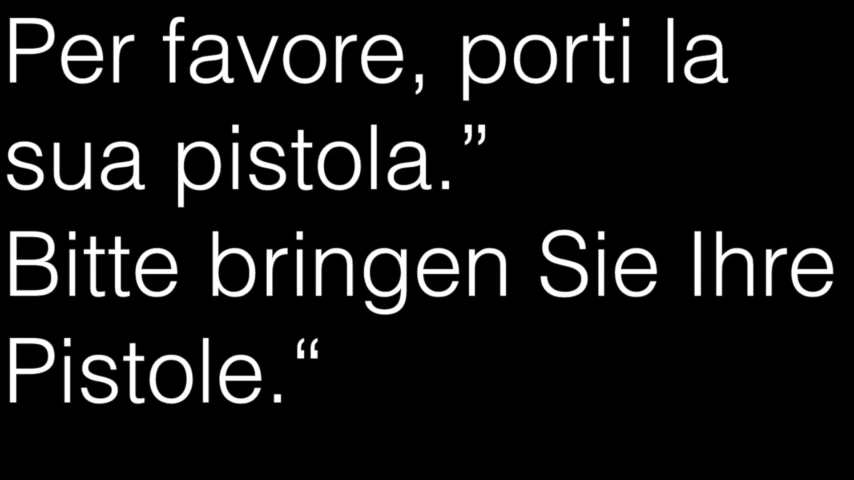 Per favore, porti la
sua pistola.”
Bitte bringen Sie Ihre
Pistole.“